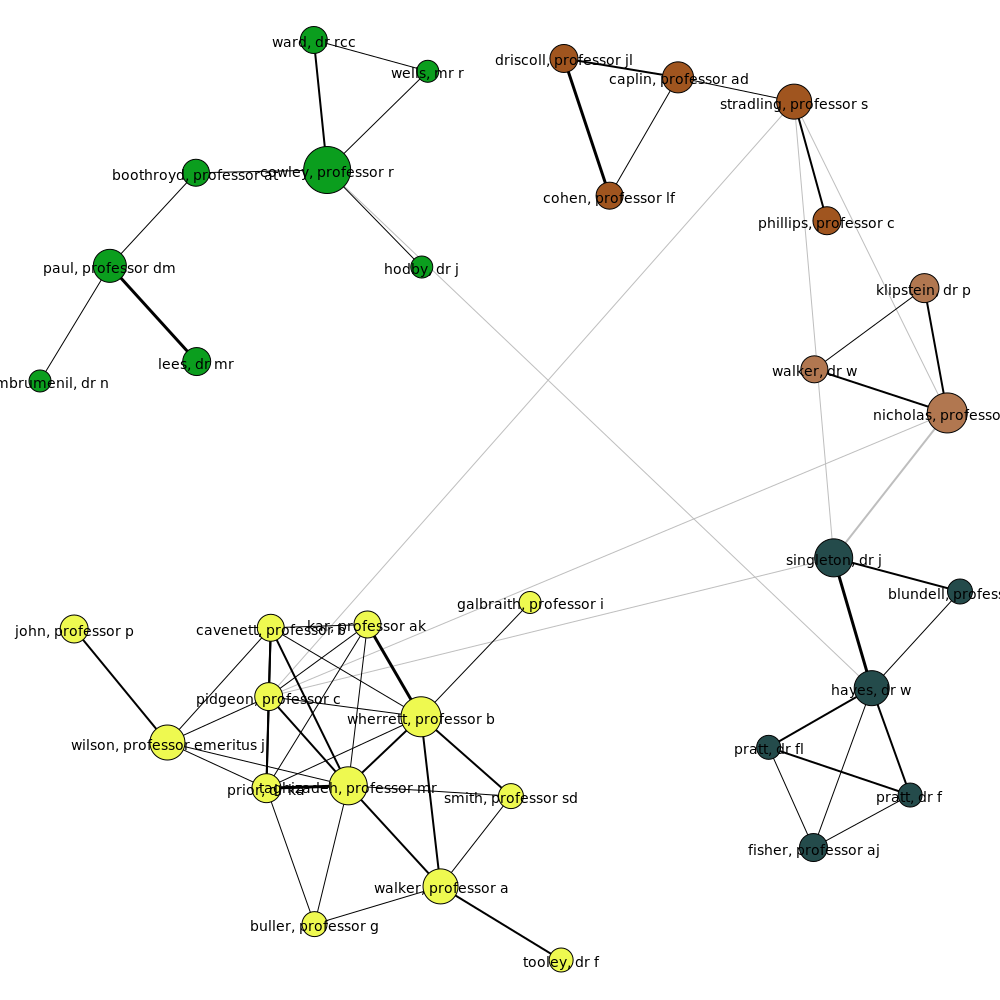 ward, dr rcc
wells, mr r
driscoll, professor jl
caplin, professor ad
stradling, professor s
boothroyd, professor at
cowley, professor r
cohen, professor lf
phillips, professor c
paul, professor dm
hodby, dr j
klipstein, dr p
lees, dr mr
walker, dr w
mbrumenil, dr n
nicholas, professo
singleton, dr j
blundell, profess
galbraith, professor i
john, professor p
cavenett, professor b
kar, professor ak
pidgeon, professor c
hayes, dr w
wherrett, professor b
wilson, professor emeritus j
pratt, dr fl
prior, dr ka
taghizadeh, professor mr
smith, professor sd
pratt, dr f
fisher, professor aj
walker, professor a
buller, professor g
tooley, dr f